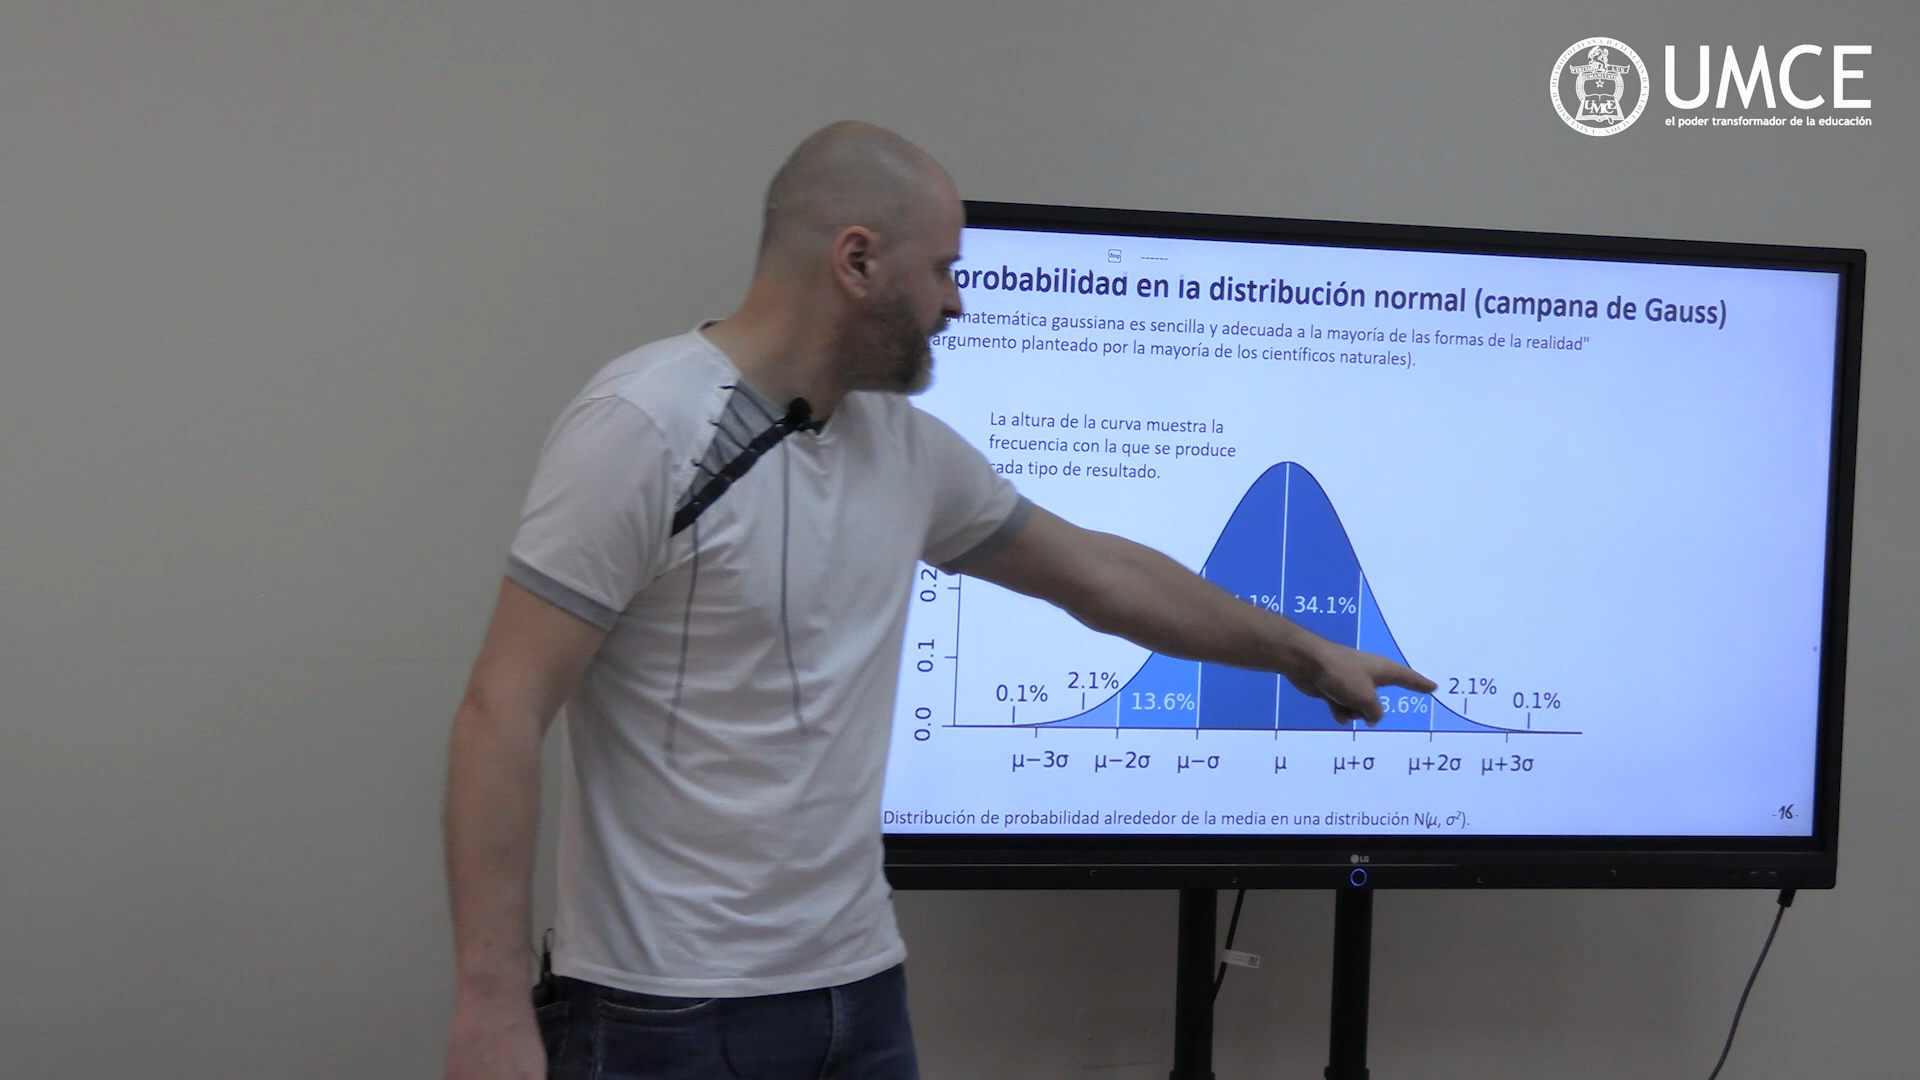 UMCE
el poder transformador de la educación
probabilidad en la distribución normal (campana de Gauss)
matemática gaussiana es sencilla y adecuada a la mayoría de las formas de la realidad"
argumento planteado por la mayoría de los científicos naturales).
La altura de la curva muestra la
frecuencia con la que se produce
cada tipo de resultado.
0.2
0.1
0.0
0.1% 2.1% 13.6% 34.1% 2.1% 0.1%
μ−3σ μ−2σ μ−σ μ μ+σ μ+2σ μ+3σ
Distribución de probabilidad alrededor de la media en una distribución N(μ, σ²).
-16-
LG